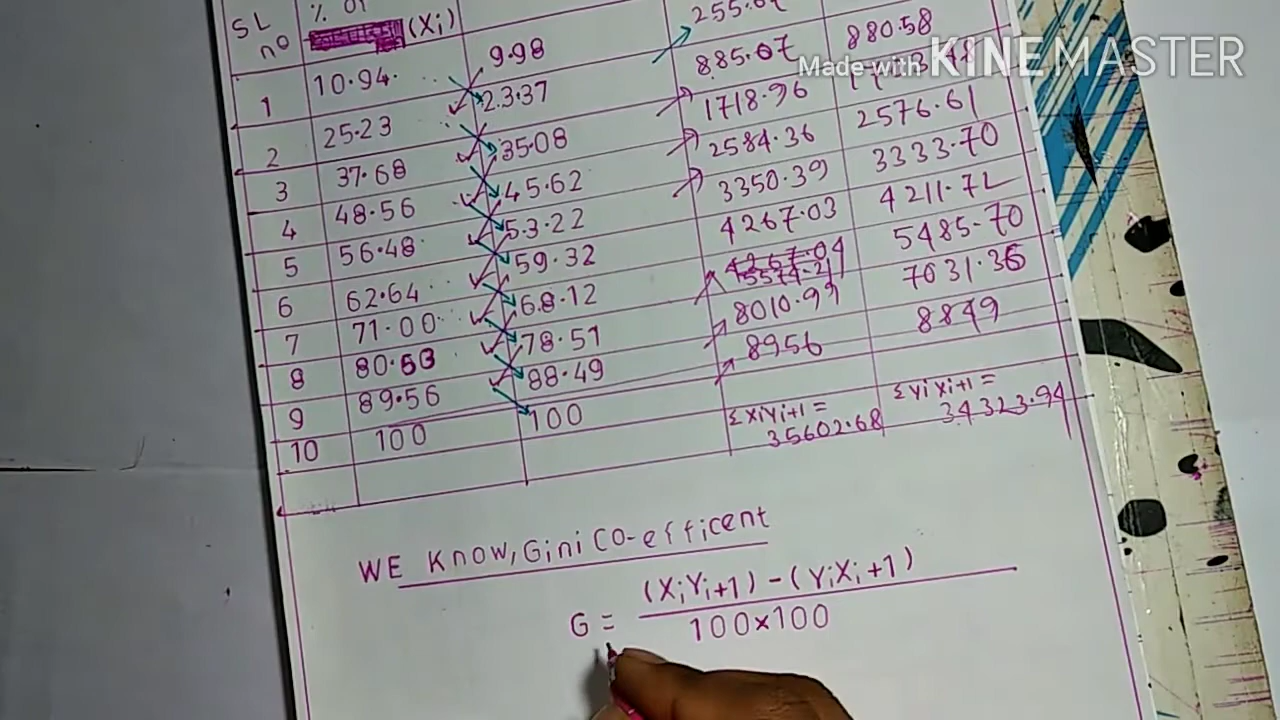 SL no % of (Xi)
255.64
1 10.94 9.98 885.07 880.58
Made with KINEMASTER
2 25.23 23.37 1718.96
3 37.68 35.08 2584.36 2576.61
4 48.56 45.62 3350.39 3333.70
5 56.48 53.22 4267.03 4211.72
6 62.64 59.32 5485.70
7 71.00 68.12 8010.99 7031.36
8 80.53 78.51 8956 8849
9 89.56 88.49
10 100 100 Σxiyi+1 = 35602.68 Σyixi+1 = 34323.94
WE Know, Gini CO-efficent
(XiYi+1) - (YiXi+1)
G =
100×100